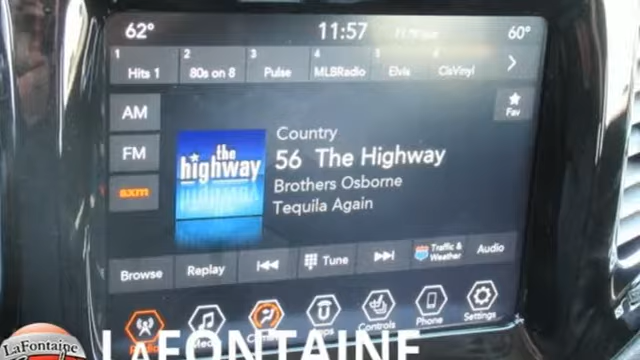 62° 11:57 60°
1 2 3 4 5
Hits 1 80s on 8 Pulse MLBRadio Elvis ClsVinyl
AM
Fav
FM
sxm
the highway
Country
56 The Highway
Brothers Osborne
Tequila Again
Browse Replay Tune Traffic & Weather Audio
Controls Phone Settings
LaFontaine
LAFONTAINE